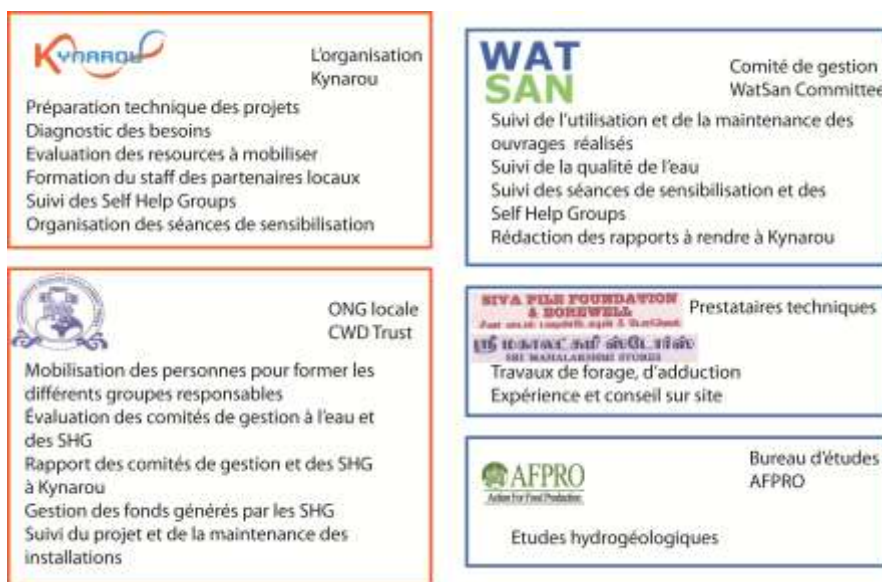 KYNAROU
L'organisation
Kynarou
Préparation technique des projets
Diagnostic des besoins
Evaluation des resources à mobiliser
Formation du staff des partenaires locaux
Suivi des Self Help Groups
Organisation des séances de sensibilisation
ONG locale
CWD Trust
Mobilisation des personnes pour former les
différents groupes responsables
Évaluation des comités de gestion à l'eau et
des SHG
Rapport des comités de gestion et des SHG
à Kynarou
Gestion des fonds générés par les SHG
Suivi du projet et de la maintenance des
installations
WAT
SAN
Comité de gestion
WatSan Committee
Suivi de l'utilisation et de la maintenance des
ouvrages réalisés
Suivi de la qualité de l'eau
Suivi des séances de sensibilisation et des
Self Help Groups
Rédaction des rapports à rendre à Kynarou
SIVA PILE FOUNDATION
& BOREWELL
Prestataires techniques
ஸ்ரீ மகாலட்சுமி ஸ்டோர்ஸ்
SRI MAHALAKSHMI STORES
Travaux de forage, d'adduction
Expérience et conseil sur site
AFPRO
Action For Food Production
Bureau d'études
AFPRO
Etudes hydrogéologiques